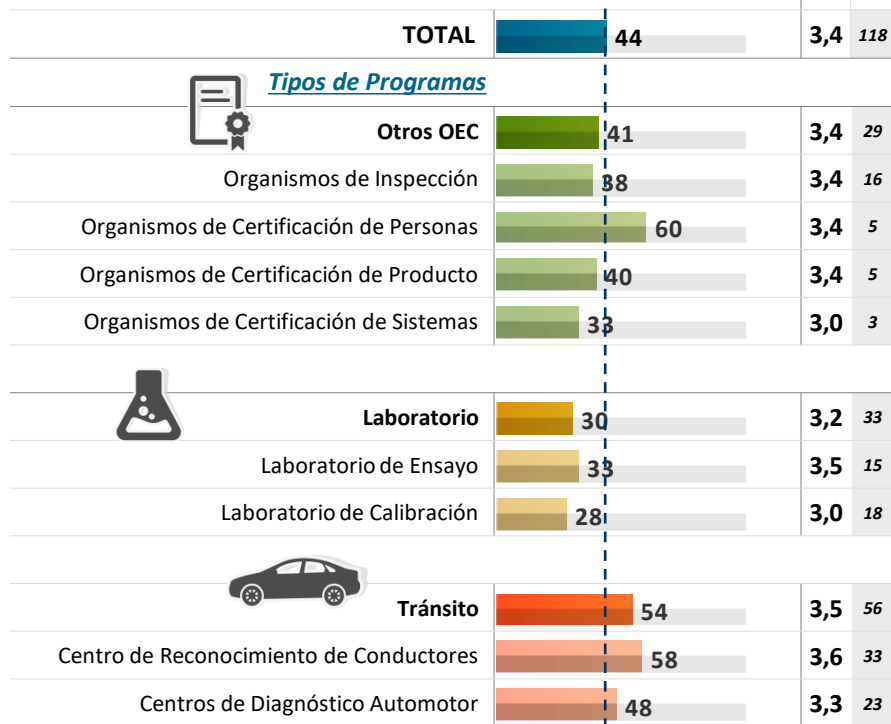 TOTAL 44 3,4 118
Tipos de Programas
Otros OEC 41 3,4 29
Organismos de Inspección 38 3,4 16
Organismos de Certificación de Personas 60 3,4 5
Organismos de Certificación de Producto 40 3,4 5
Organismos de Certificación de Sistemas 33 3,0 3
Laboratorio 30 3,2 33
Laboratorio de Ensayo 33 3,5 15
Laboratorio de Calibración 28 3,0 18
Tránsito 54 3,5 56
Centro de Reconocimiento de Conductores 58 3,6 33
Centros de Diagnóstico Automotor 48 3,3 23